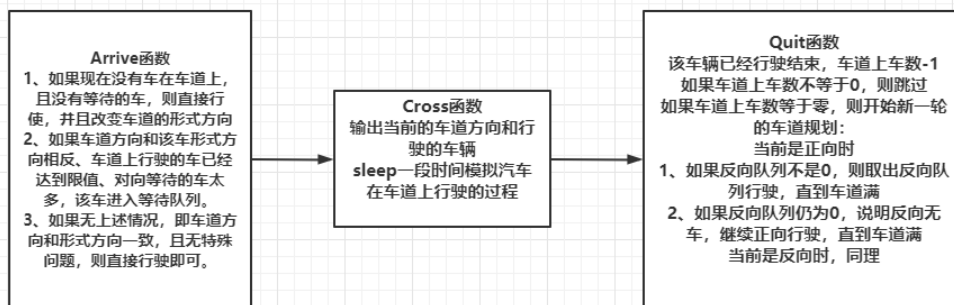 Arrive函数
1、如果现在没有车在车道上，
且没有等待的车，则直接行
使，并且改变车道的形式方向
2、如果车道方向和该车形式方
向相反、车道上行驶的车已经
达到限值、对向等待的车太
多，该车进入等待队列。
3、如果无上述情况，即车道方
向和形式方向一致，且无特殊
问题，则直接行驶即可。
Cross函数
输出当前的车道方向和行
驶的车辆
sleep一段时间模拟汽车
在车道上行驶的过程
Quit函数
该车辆已经行驶结束，车道上车数-1
如果车道上车数不等于0，则跳过
如果车道上车数等于零，则开始新一轮
的车道规划：
当前是正向时
1、如果反向队列不是0，则取出反向队
列行驶，直到车道满
2、如果反向队列仍为0，说明反向无
车，继续正向行驶，直到车道满
当前是反向时，同理